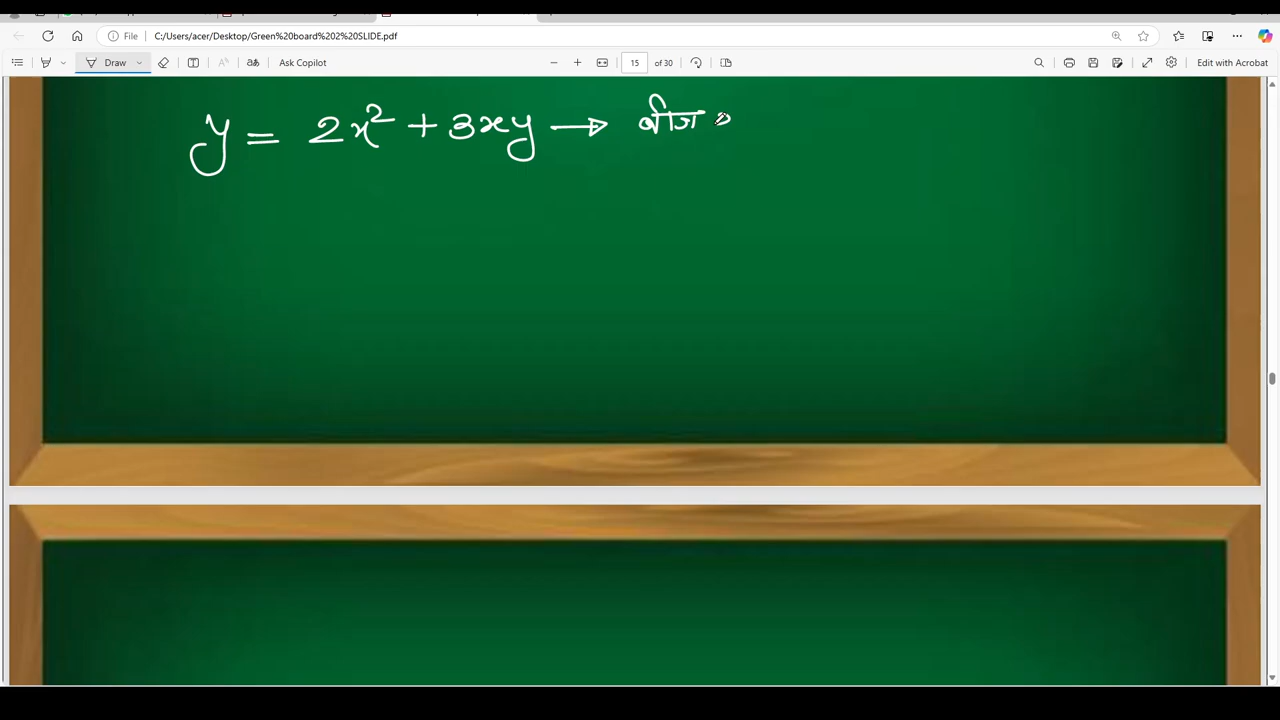 File C:/Users/acer/Desktop/Green%20board%202%20SLIDE.pdf
Draw Ask Copilot 15 of 30 Edit with Acrobat
y = 2x² + 3xy → बीज